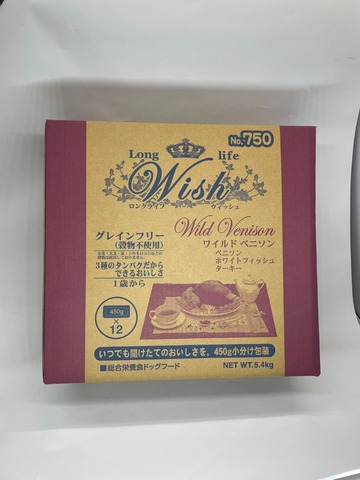 No.750
Long life
Wish
ロングライフ ウィッシュ
Wild Venison
ワイルド ベニソン
ベニソン
ホワイトフィッシュ
ターキー
グレインフリー
(穀物不使用)
3種のタンパクだから
できるおいしさ
1歳から
450g
×
12
いつでも開けたてのおいしさを。450g小分け包装
■総合栄養食ドッグフード NET WT.5.4kg